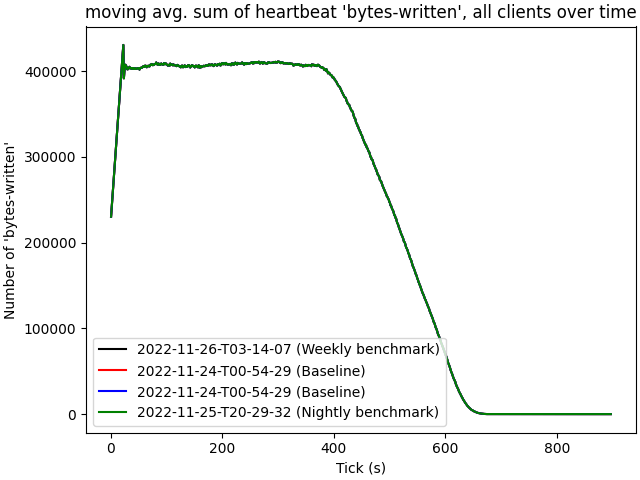 moving avg. sum of heartbeat 'bytes-written', all clients over time
Number of 'bytes-written'
400000
300000
200000
100000
0
2022-11-26-T03-14-07 (Weekly benchmark)
2022-11-24-T00-54-29 (Baseline)
2022-11-24-T00-54-29 (Baseline)
2022-11-25-T20-29-32 (Nightly benchmark)
0 200 400 600 800
Tick (s)